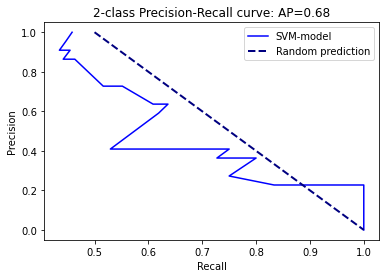 2-class Precision-Recall curve: AP=0.68
SVM-model
Random prediction
Precision
1.0
0.8
0.6
0.4
0.2
0.0
0.5 0.6 0.7 0.8 0.9 1.0
Recall